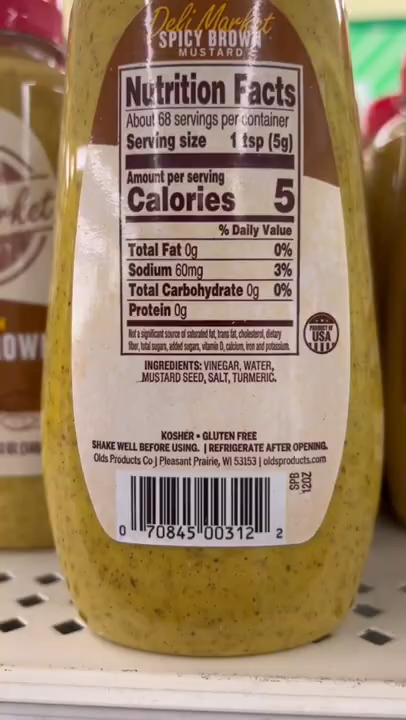 Deli Market
SPICY BROWN
MUSTARD
Nutrition Facts
About 68 servings per container
Serving size 1 tsp (5g)
Amount per serving
Calories 5
% Daily Value
Total Fat 0g 0%
Sodium 60mg 3%
Total Carbohydrate 0g 0%
Protein 0g
Not a significant source of saturated fat, trans fat, cholesterol, dietary
fiber, total sugars, added sugars, vitamin D, calcium, iron and potassium.
PRODUCT OF
USA
INGREDIENTS: VINEGAR, WATER,
MUSTARD SEED, SALT, TURMERIC.
KOSHER • GLUTEN FREE
SHAKE WELL BEFORE USING. | REFRIGERATE AFTER OPENING.
Olds Products Co | Pleasant Prairie, WI 53153 | oldsproducts.com
SPB
12OZ
0 70845 00312 2
rket
OWN